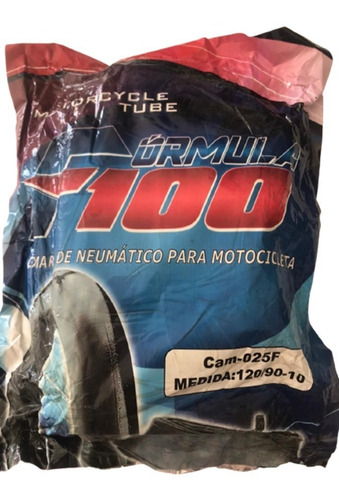 MOTORCYCLE
TUBE
FÓRMULA
100
CÁMARA DE NEUMÁTICO PARA MOTOCICLETA
Cam-025F
MEDIDA:120/90-10